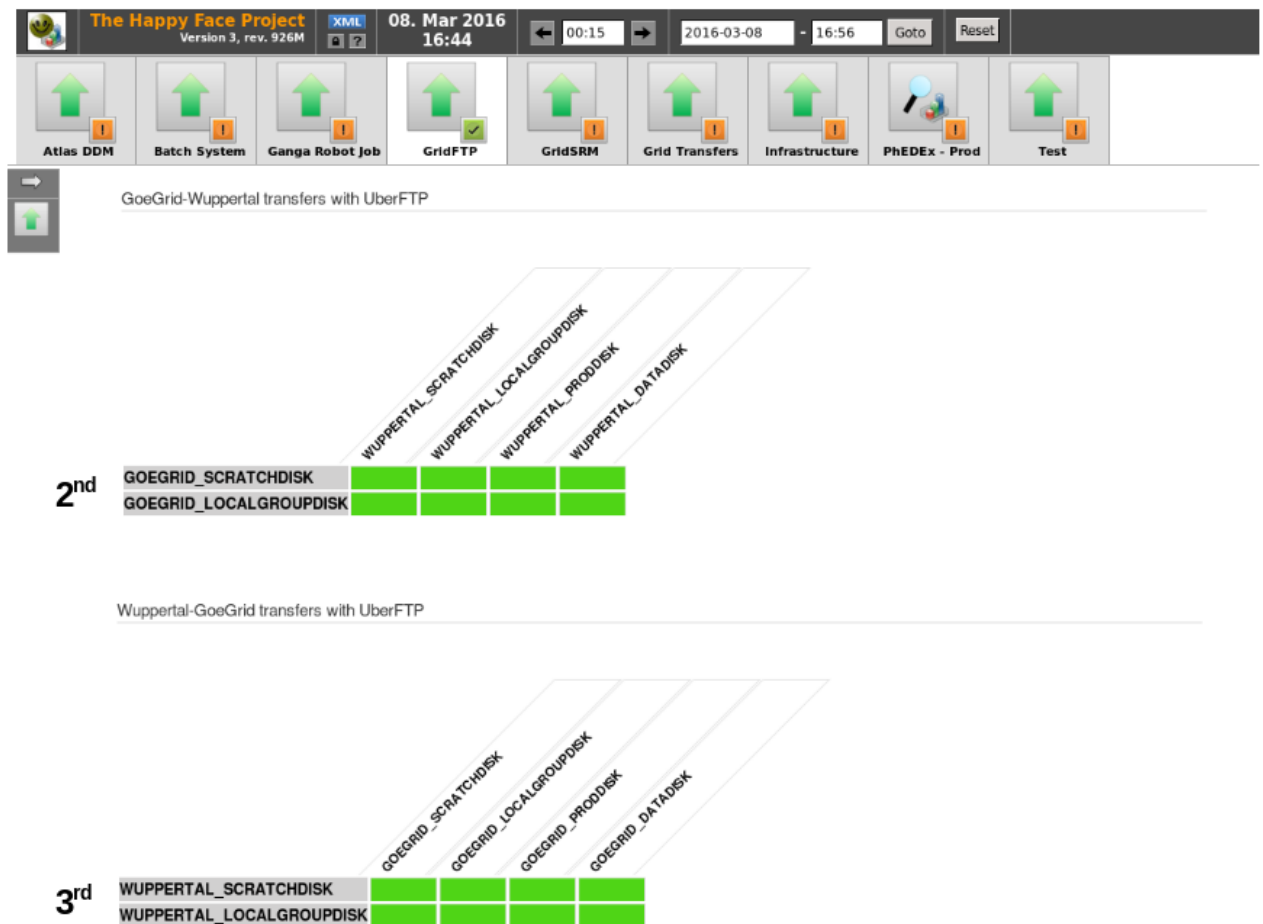 The Happy Face Project
Version 3, rev. 926M
XML
?
08. Mar 2016
16:44
00:15
2016-03-08 - 16:56
Goto
Reset
Atlas DDM
Batch System
Ganga Robot Job
GridFTP
GridSRM
Grid Transfers
Infrastructure
PhEDEx - Prod
Test
GoeGrid-Wuppertal transfers with UberFTP
WUPPERTAL_SCRATCHDISK
WUPPERTAL_LOCALGROUPDISK
WUPPERTAL_PRODDISK
WUPPERTAL_DATADISK
2nd
GOEGRID_SCRATCHDISK
GOEGRID_LOCALGROUPDISK
Wuppertal-GoeGrid transfers with UberFTP
GOEGRID_SCRATCHDISK
GOEGRID_LOCALGROUPDISK
GOEGRID_PRODDISK
GOEGRID_DATADISK
3rd
WUPPERTAL_SCRATCHDISK
WUPPERTAL_LOCALGROUPDISK